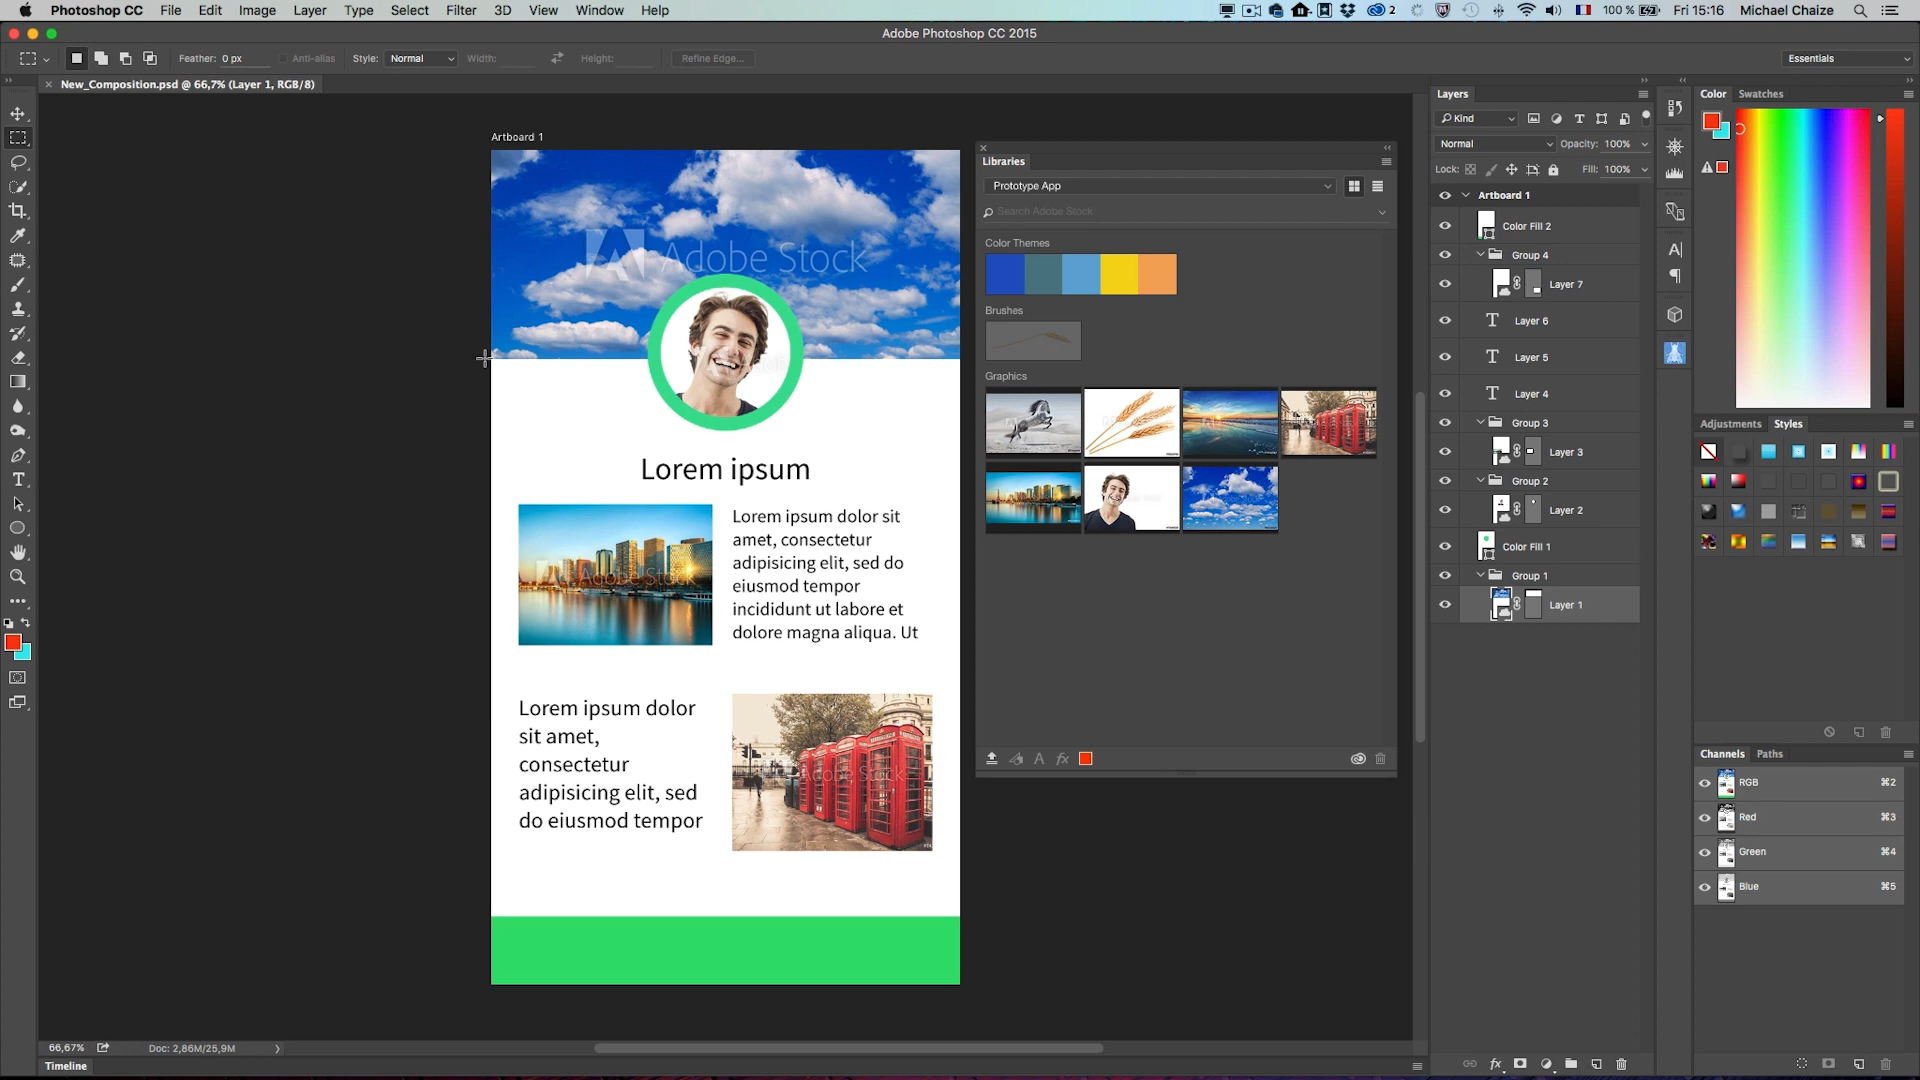 Photoshop CC File Edit Image Layer Type Select Filter 3D View Window Help 2 100 % Fri 15:16 Michael Chaize
Adobe Photoshop CC 2015
Feather: 0 px Anti-alias Style: Normal Width: Height: Refine Edge... Essentials
New_Composition.psd @ 66,7% (Layer 1, RGB/8)
Artboard 1
Adobe Stock
Lorem ipsum
Adobe Stock
Lorem ipsum dolor sit
amet, consectetur
adipisicing elit, sed do
eiusmod tempor
incididunt ut labore et
dolore magna aliqua. Ut
Lorem ipsum dolor
sit amet,
consectetur
adipisicing elit, sed
do eiusmod tempor
Adobe Stock
66,67% Doc: 2,86M/25,9M
Timeline
Libraries
Prototype App
Search Adobe Stock
Color Themes
Brushes
Graphics
Layers
Kind
Normal Opacity: 100%
Lock: Fill: 100%
Artboard 1
Color Fill 2
Group 4
Layer 7
Layer 6
Layer 5
Layer 4
Group 3
Layer 3
Group 2
Layer 2
Color Fill 1
Group 1
Layer 1
Color Swatches
Adjustments Styles
Channels Paths
RGB ⌘2
Red ⌘3
Green ⌘4
Blue ⌘5